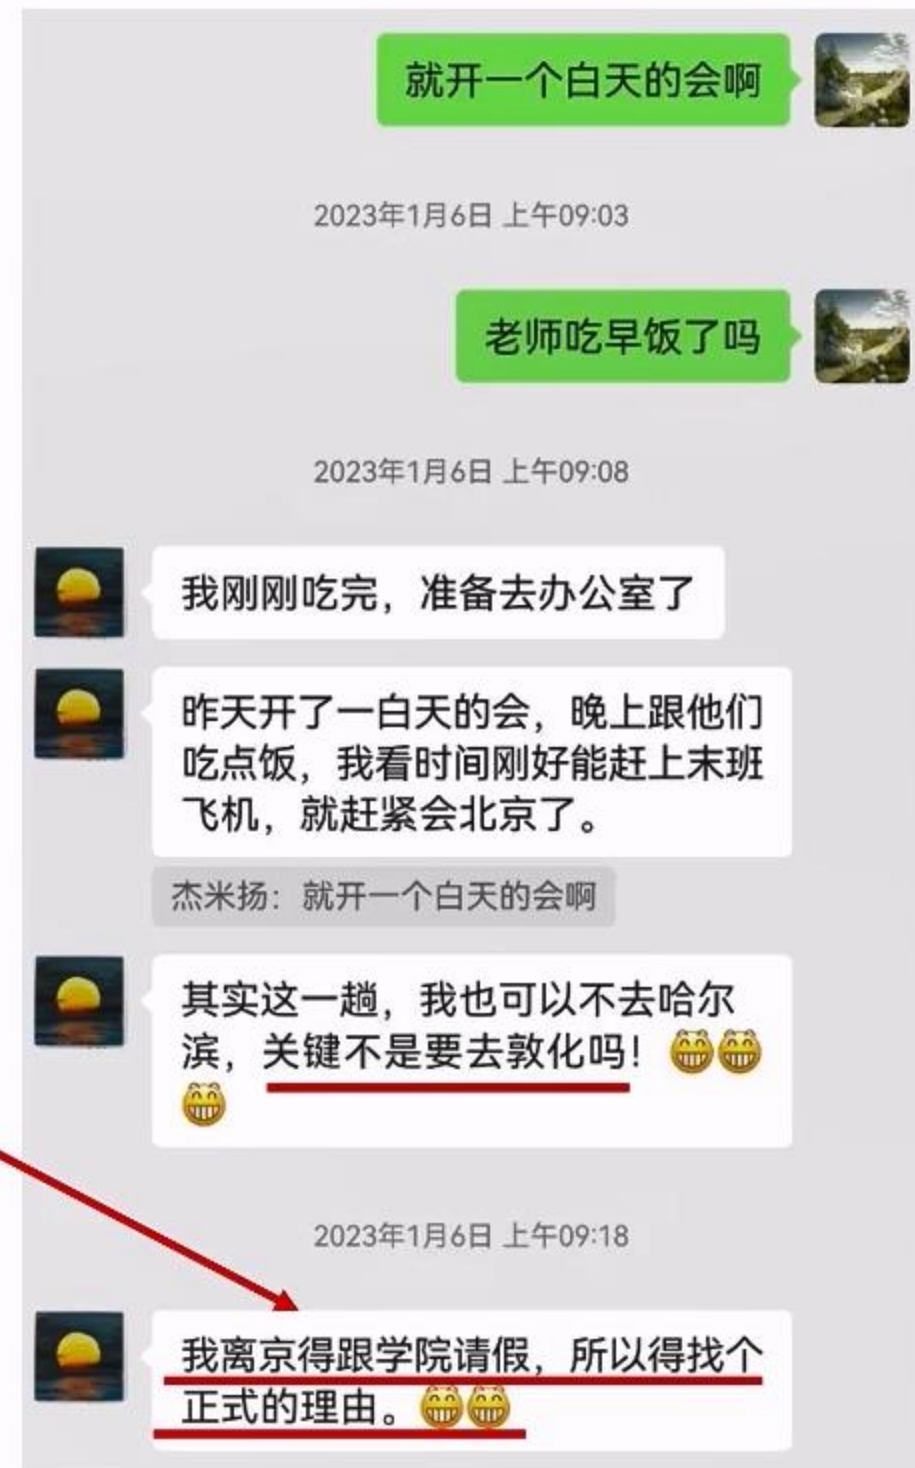 就开一个白天的会啊
2023年1月6日 上午09:03
老师吃早饭了吗
2023年1月6日 上午09:08
我刚刚吃完，准备去办公室了
昨天开了一白天的会，晚上跟他们
吃点饭，我看时间刚好能赶上末班
飞机，就赶紧会北京了。
杰米扬：就开一个白天的会啊
其实这一趟，我也可以不去哈尔
滨，关键不是要去敦化吗！
2023年1月6日 上午09:18
我离京得跟学院请假，所以得找个
正式的理由。